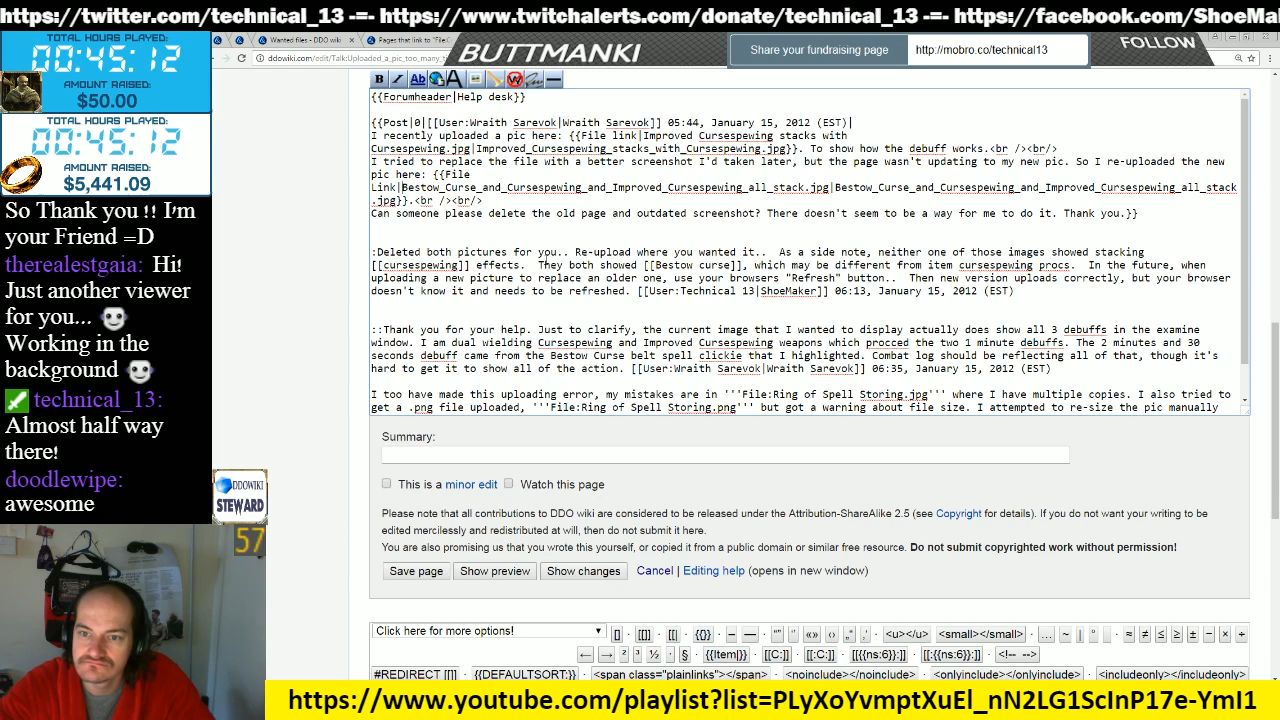 https://twitter.com/technical_13 -=- https://www.twitchalerts.com/donate/technical_13 -=- https://facebook.com/ShoeMa
TOTAL HOURS PLAYED:
00:45:12
AMOUNT RAISED:
$50.00
TOTAL HOURS PLAYED:
00:45:12
AMOUNT RAISED:
$5,441.09
So Thank you !! I'm
your Friend =D
therealestgaia: Hi!
Just another viewer
for you...
Working in the
background
technical_13:
Almost half way
there!
doodlewipe:
awesome
DDOWIKI
STEWARD
57
Wanted files - DDO wiki
Pages that link to "File:
ddowiki.com/edit/Talk:Uploaded_a_pic_too_many_t
BUTTMANKI
Share your fundraising page
http://mobro.co/technical13
FOLLOW
{{Forumheader|Help desk}}
{{Post|0|[[User:Wraith Sarevok|Wraith Sarevok]] 05:44, January 15, 2012 (EST)|
I recently uploaded a pic here: {{File link|Improved Cursespewing stacks with
Cursespewing.jpg|Improved_Cursespewing_stacks_with_Cursespewing.jpg}}. To show how the debuff works.<br /><br/>
I tried to replace the file with a better screenshot I'd taken later, but the page wasn't updating to my new pic. So I re-uploaded the new
pic here: {{File
Link|Bestow_Curse_and_Cursespewing_and_Improved_Cursespewing_all_stack.jpg|Bestow_Curse_and_Cursespewing_and_Improved_Cursespewing_all_stack
.jpg}}.<br /><br/>
Can someone please delete the old page and outdated screenshot? There doesn't seem to be a way for me to do it. Thank you.}}
:Deleted both pictures for you.. Re-upload where you wanted it.. As a side note, neither one of those images showed stacking
[[cursespewing]] effects. They both showed [[Bestow curse]], which may be different from item cursespewing procs. In the future, when
uploading a new picture to replace an older one, use your browsers "Refresh" button.. Then new version uploads correctly, but your browser
doesn't know it and needs to be refreshed. [[User:Technical 13|ShoeMaker]] 06:13, January 15, 2012 (EST)
::Thank you for your help. Just to clarify, the current image that I wanted to display actually does show all 3 debuffs in the examine
window. I am dual wielding Cursespewing and Improved Cursespewing weapons which procced the two 1 minute debuffs. The 2 minutes and 30
seconds debuff came from the Bestow Curse belt spell clickie that I highlighted. Combat log should be reflecting all of that, though it's
hard to get it to show all of the action. [[User:Wraith Sarevok|Wraith Sarevok]] 06:35, January 15, 2012 (EST)
I too have made this uploading error, my mistakes are in '''File:Ring of Spell Storing.jpg''' where I have multiple copies. I also tried to
get a .png file uploaded, '''File:Ring of Spell Storing.png''' but got a warning about file size. I attempted to re-size the pic manually
Summary:
This is a minor edit Watch this page
Please note that all contributions to DDO wiki are considered to be released under the Attribution-ShareAlike 2.5 (see Copyright for details). If you do not want your writing to be
edited mercilessly and redistributed at will, then do not submit it here.
You are also promising us that you wrote this yourself, or copied it from a public domain or similar free resource. Do not submit copyrighted work without permission!
Save page Show preview Show changes Cancel | Editing help (opens in new window)
Click here for more options! [] · [[]] · [[| · {{}} · – · — · “” · ‘’ · «» · ‹› · „“ · ‚‘ · <u></u> · <small></small> · … · ~ · | · ° · ≈ · ≠ · ≤ · ≥ · ± · − · × · ÷
← · → · ² · ³ · ½ · § · {{Item|}} · [[C:]] · [[:C:]] · [[{{ns:6}}:]] · [[:{{ns:6}}:]] · <!-- -->
#REDIRECT [[]] · {{DEFAULTSORT:}} · <span class="plainlinks"></span> · <noinclude></noinclude> · <onlyinclude></onlyinclude> · <includeonly></includeonly>
https://www.youtube.com/playlist?list=PLyXoYvmptXuEl_nN2LG1ScInP17e-YmI1